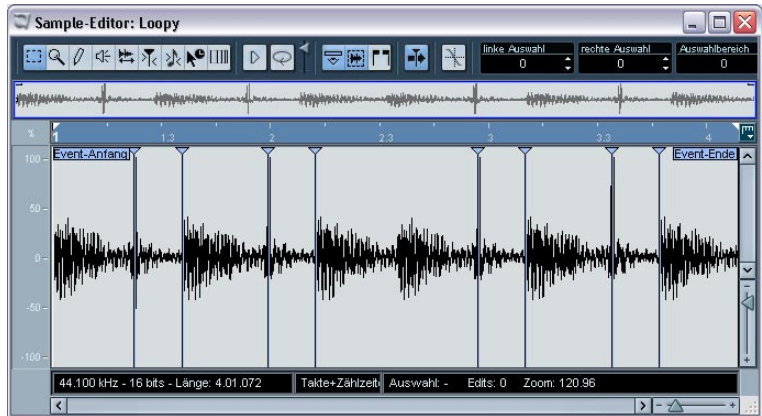 Sample-Editor: Loopy
linke Auswahl rechte Auswahl Auswahlbereich
0 0 0
% 1 1.3 2 2.3 3 3.3 4
Event-Anfang Event-Ende
100
50
0
-50
-100
44.100 kHz - 16 bits - Länge: 4.01.072 Takte+Zählzeit Auswahl: - Edits: 0 Zoom: 120.96